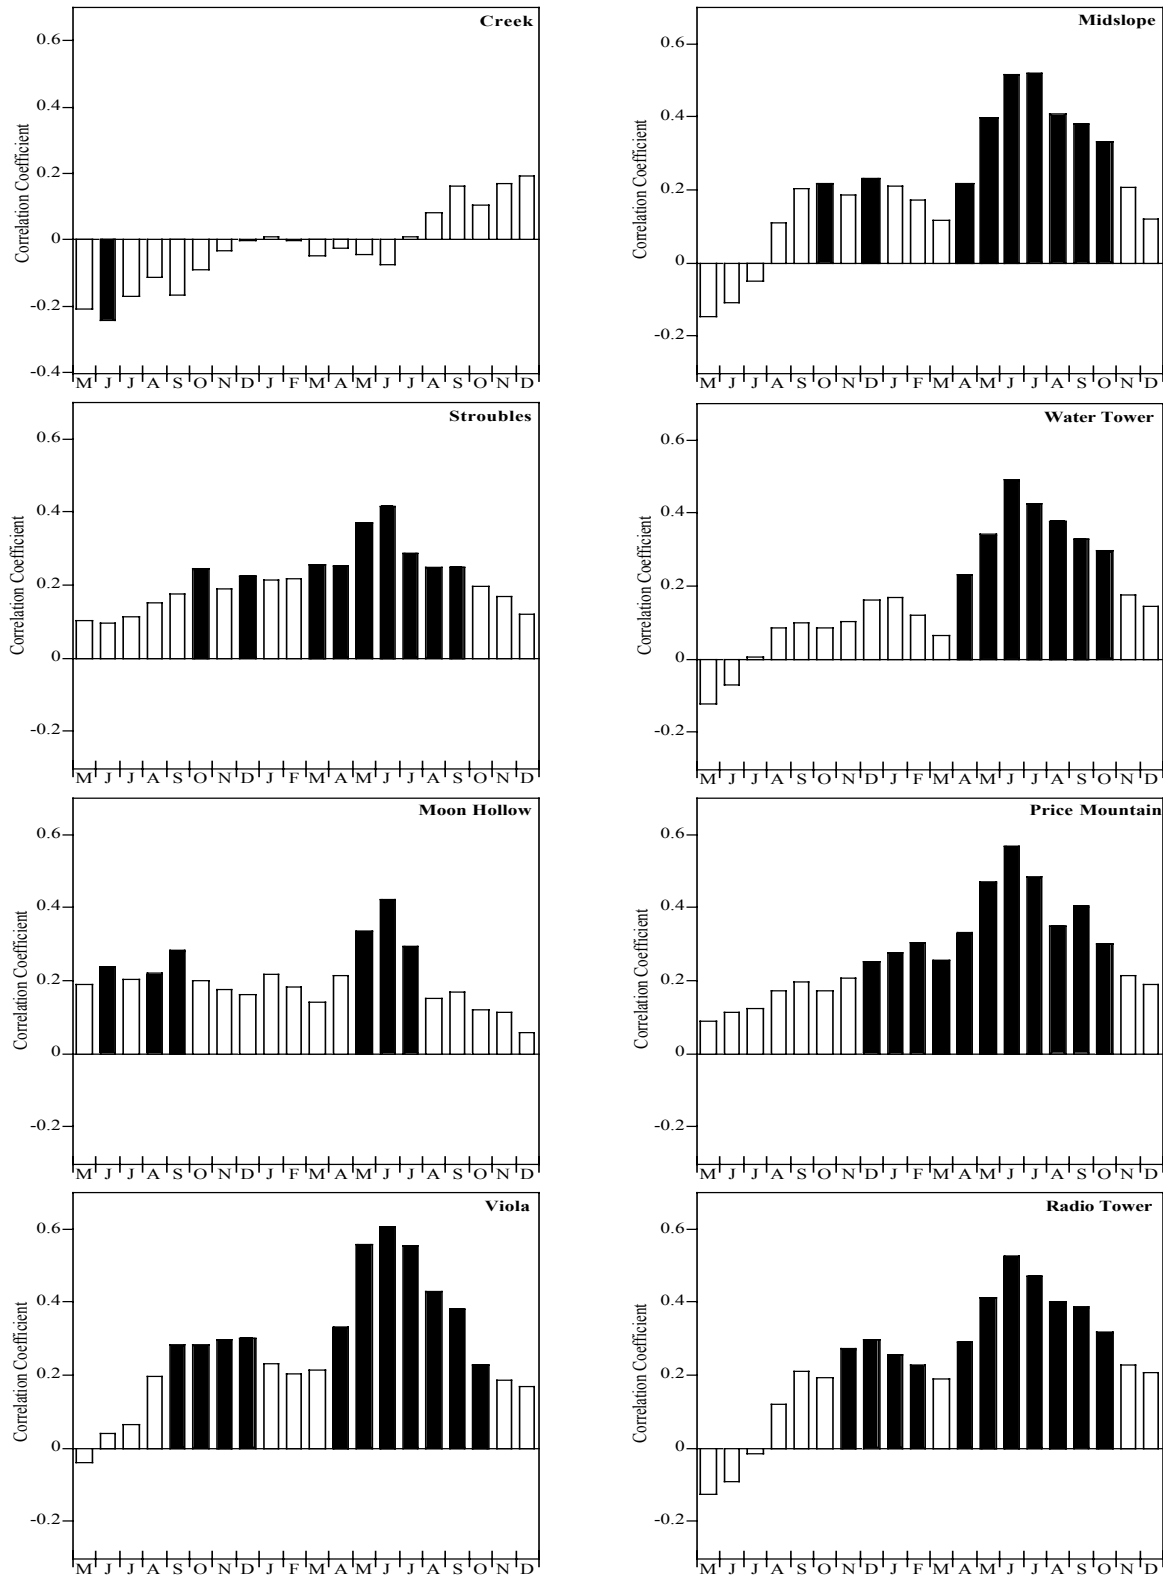 Creek
0.6
0.4
0.2
0
-0.2
-0.4
Correlation Coefficient
M J J A S O N D J F M A M J J A S O N D
Midslope
0.6
0.4
0.2
0
-0.2
Correlation Coefficient
M J J A S O N D J F M A M J J A S O N D
Stroubles
0.6
0.4
0.2
0
-0.2
Correlation Coefficient
M J J A S O N D J F M A M J J A S O N D
Water Tower
0.6
0.4
0.2
0
-0.2
Correlation Coefficient
M J J A S O N D J F M A M J J A S O N D
Moon Hollow
0.6
0.4
0.2
0
-0.2
Correlation Coefficient
M J J A S O N D J F M A M J J A S O N D
Price Mountain
0.6
0.4
0.2
0
-0.2
Correlation Coefficient
M J J A S O N D J F M A M J J A S O N D
Viola
0.6
0.4
0.2
0
-0.2
Correlation Coefficient
M J J A S O N D J F M A M J J A S O N D
Radio Tower
0.6
0.4
0.2
0
-0.2
Correlation Coefficient
M J J A S O N D J F M A M J J A S O N D